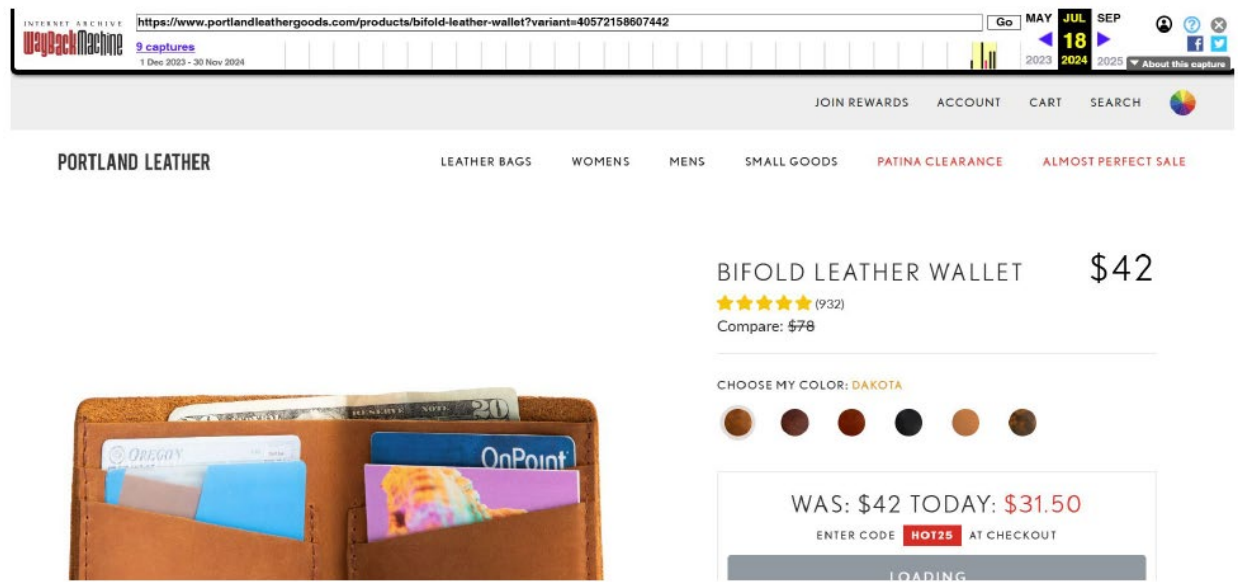 INTERNET ARCHIVE
WayBackMachine
https://www.portlandleathergoods.com/products/bifold-leather-wallet?variant=40572158607442
Go
MAY JUL SEP
9 captures
18
1 Dec 2023 - 30 Nov 2024
2023 2024 2025
About this capture
JOIN REWARDS ACCOUNT CART SEARCH
PORTLAND LEATHER
LEATHER BAGS WOMENS MENS SMALL GOODS PATINA CLEARANCE ALMOST PERFECT SALE
BIFOLD LEATHER WALLET $42
(932)
Compare: $78
CHOOSE MY COLOR: DAKOTA
RESERVE NOTE 20
OREGON
OnPoint
WAS: $42 TODAY: $31.50
ENTER CODE HOT25 AT CHECKOUT
LOADING